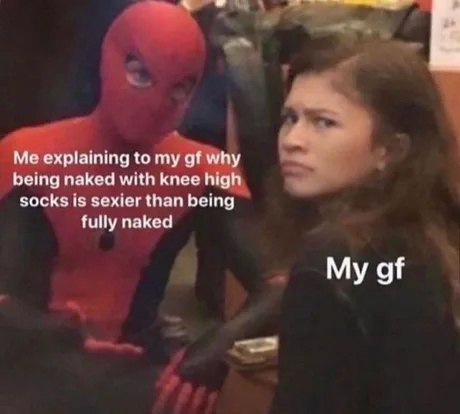 Me explaining to my gf why
being naked with knee high
socks is sexier than being
fully naked
My gf